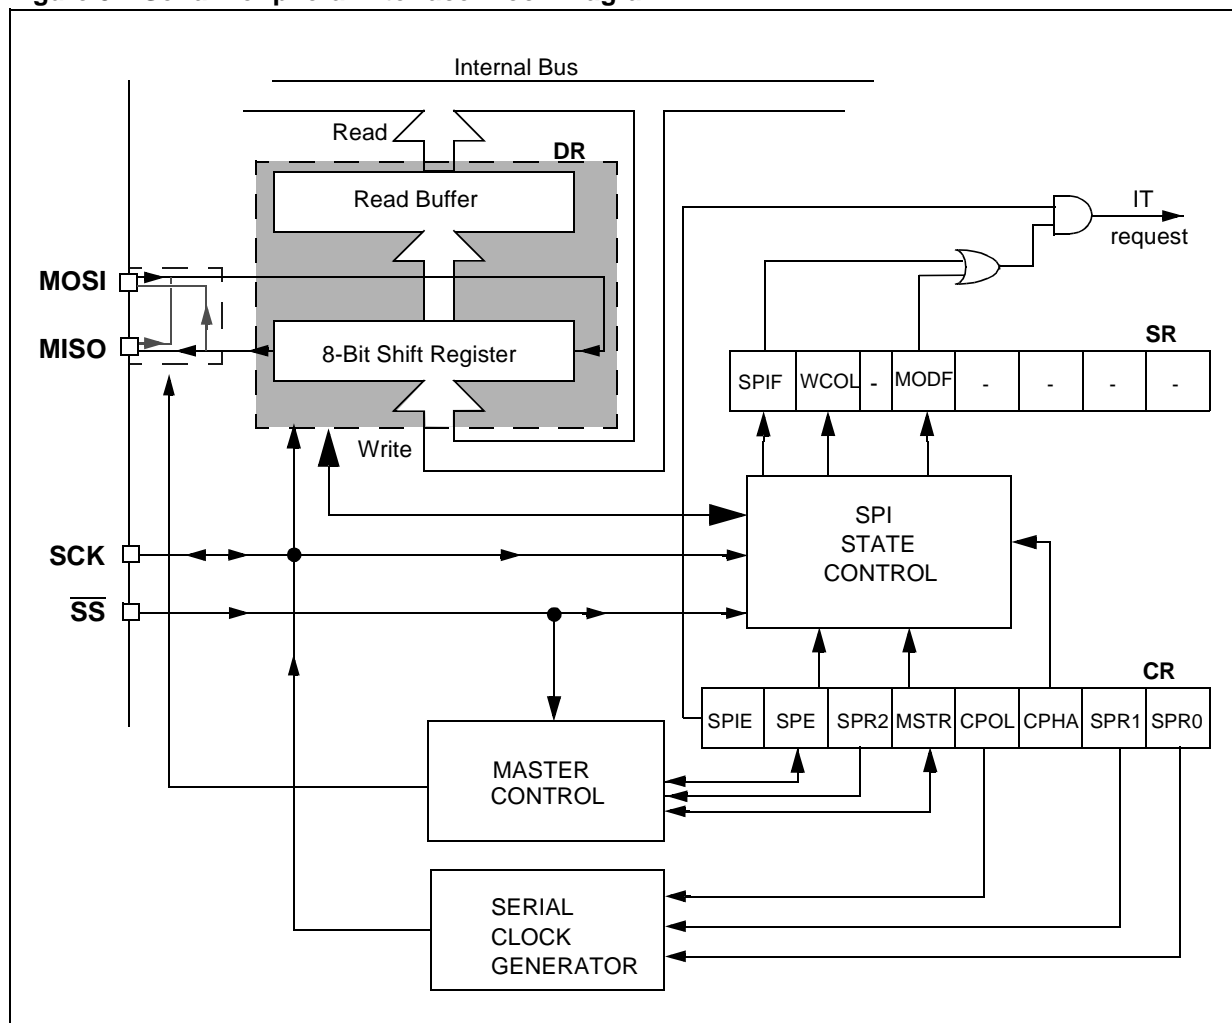 Internal Bus
Read
DR
Read Buffer
IT
request
MOSI
MISO
8-Bit Shift Register
SR
SPIF WCOL - MODF - - - -
Write
SPI
STATE
CONTROL
SCK
SS
CR
SPIE SPE SPR2 MSTR CPOL CPHA SPR1 SPR0
MASTER
CONTROL
SERIAL
CLOCK
GENERATOR